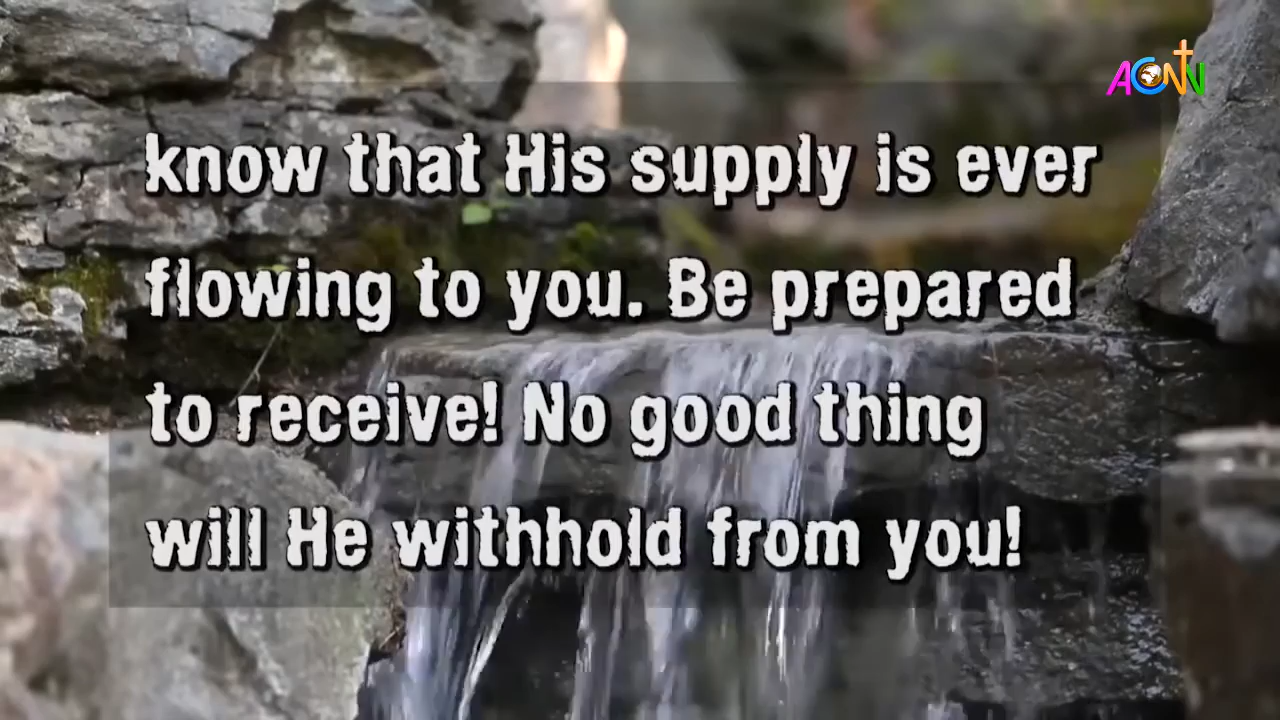 ACNN
know that His supply is ever
flowing to you. Be prepared
to receive! No good thing
will He withhold from you!